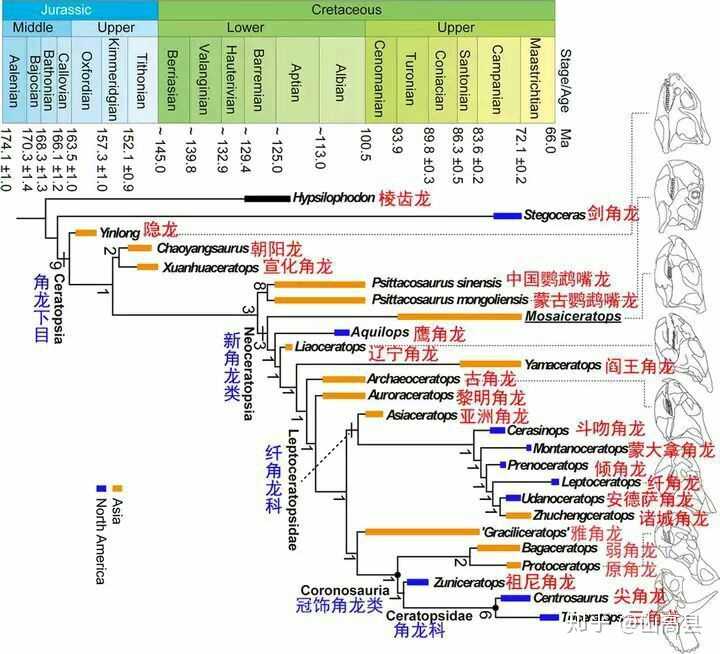 Jurassic
Cretaceous
Middle
Upper
Lower
Upper
Aalenian
Bajocian
Bathonian
Callovian
Oxfordian
Kimmeridgian
Tithonian
Berriasian
Valanginian
Hauterivian
Barremian
Aptian
Albian
Cenomanian
Turonian
Coniacian
Santonian
Campanian
Maastrichtian
Stage/Age
174.1 ± 1.0
170.3 ± 1.4
168.3 ± 1.3
166.1 ± 1.2
163.5 ± 1.0
157.3 ± 1.0
152.1 ±0.9
~ 145.0
~ 139.8
~ 132.9
~ 129.4
~ 125.0
~113.0
100.5
93.9
89.8 ±0.3
86.3 ±0.5
83.6 ±0.2
72.1 ±0.2
66.0
Ma
Hypsilophodon 棱齿龙
Stegoceras 剑角龙
Yinlong 隐龙
2 Chaoyangsaurus 朝阳龙
Xuanhuaceratops 宣化角龙
9
Ceratopsia
角龙下目
1
8
Psittacosaurus sinensis 中国鹦鹉嘴龙
Psittacosaurus mongoliensis 蒙古鹦鹉嘴龙
3
Mosaiceratops
Neoceratopsia
新角龙类
3
Aquilops 鹰角龙
Liaoceratops 辽宁角龙
1
Yamaceratops 阎王角龙
1
Archaeoceratops 古角龙
1
Auroraceratops 黎明角龙
1
Asiaceratops 亚洲角龙
Leptoceratopsidae
纤角龙科
Cerasinops 斗吻角龙
1
Montanoceratops 蒙大拿角龙
1
Prenoceratops 倾角龙
1
Leptoceratops 纤角龙
1
Udanoceratops 安德萨角龙
1
Zhuchengceratops 诸城角龙
1
'Graciliceratops' 雅角龙
Bagaceratops 弱角龙
2
Protoceratops 原角龙
1
Coronosauria
冠饰角龙类
1
Zuniceratops 祖尼角龙
1
Centrosaurus 尖角龙
Ceratopsidae
角龙科
6
Triceratops 三角龙
Asia
North America